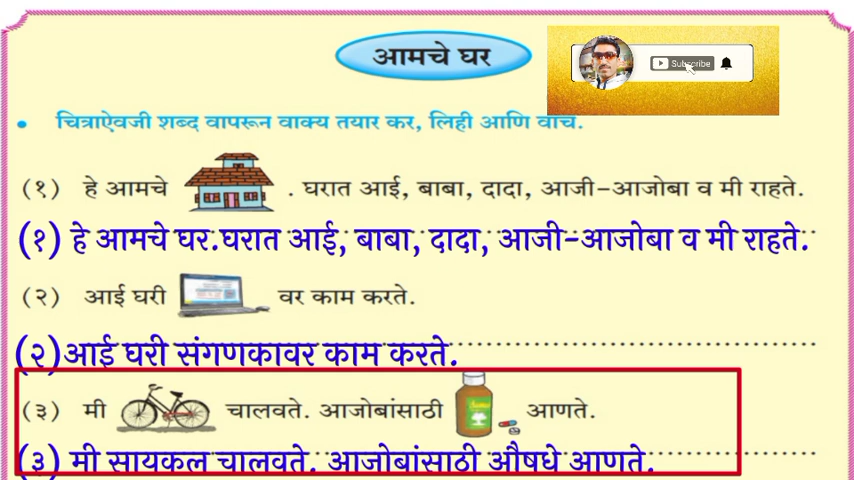 आमचे घर
Subscribe
• चित्राऐवजी शब्द वापरून वाक्य तयार कर, लिही आणि वाच.
(१) हे आमचे . घरात आई, बाबा, दादा, आजी-आजोबा व मी राहते.
(१) हे आमचे घर.घरात आई, बाबा, दादा, आजी-आजोबा व मी राहते.
(२) आई घरी वर काम करते.
(२)आई घरी संगणकावर काम करते.
(३) मी चालवते. आजोबांसाठी आणते.
(३) मी सायकल चालवते. आजोबांसाठी औषधे आणते.